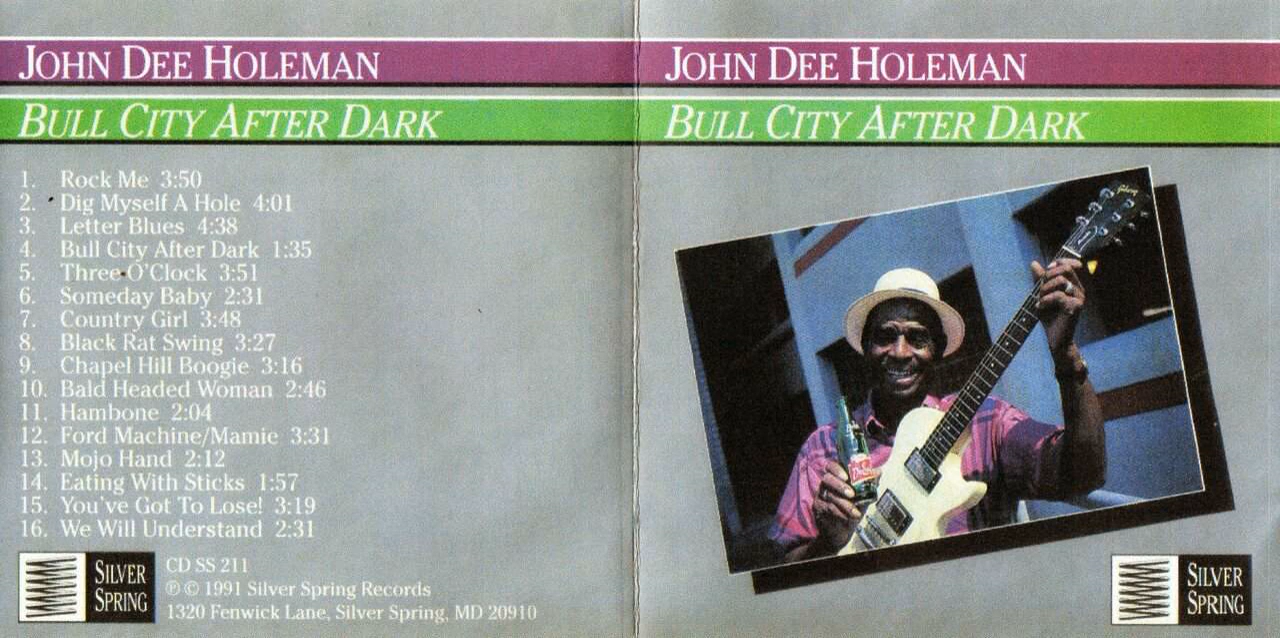 JOHN DEE HOLEMAN
BULL CITY AFTER DARK
1. Rock Me 3:50
2. Dig Myself A Hole 4:01
3. Letter Blues 4:38
4. Bull City After Dark 1:35
5. Three O'Clock 3:51
6. Someday Baby 2:31
7. Country Girl 3:48
8. Black Rat Swing 3:27
9. Chapel Hill Boogie 3:16
10. Bald Headed Woman 2:46
11. Hambone 2:04
12. Ford Machine/Mamie 3:31
13. Mojo Hand 2:12
14. Eating With Sticks 1:57
15. You've Got To Lose! 3:19
16. We Will Understand 2:31
SILVER
SPRING
CD SS 211
℗ © 1991 Silver Spring Records
1320 Fenwick Lane, Silver Spring, MD 20910
JOHN DEE HOLEMAN
BULL CITY AFTER DARK
Gibson
SILVER
SPRING